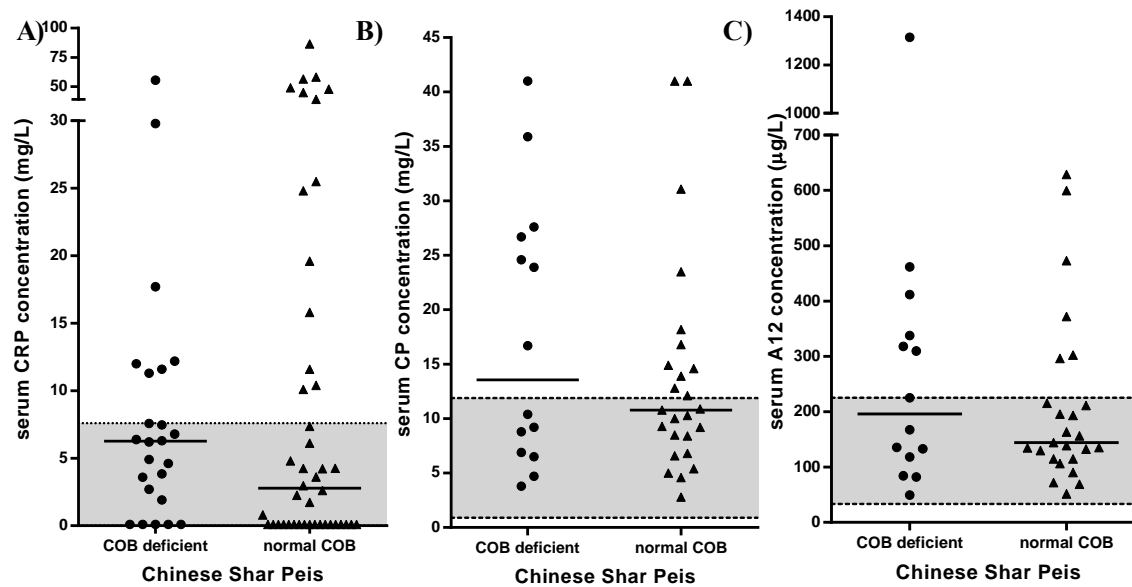 A)
serum CRP concentration (mg/L)
100
75
50
30
25
20
15
10
5
0
COB deficient normal COB
Chinese Shar Peis
B)
serum CP concentration (mg/L)
45
40
35
30
25
20
15
10
5
0
COB deficient normal COB
Chinese Shar Peis
C)
serum A12 concentration (µg/L)
1400
1300
1200
1000
700
600
500
400
300
200
100
0
COB deficient normal COB
Chinese Shar Peis